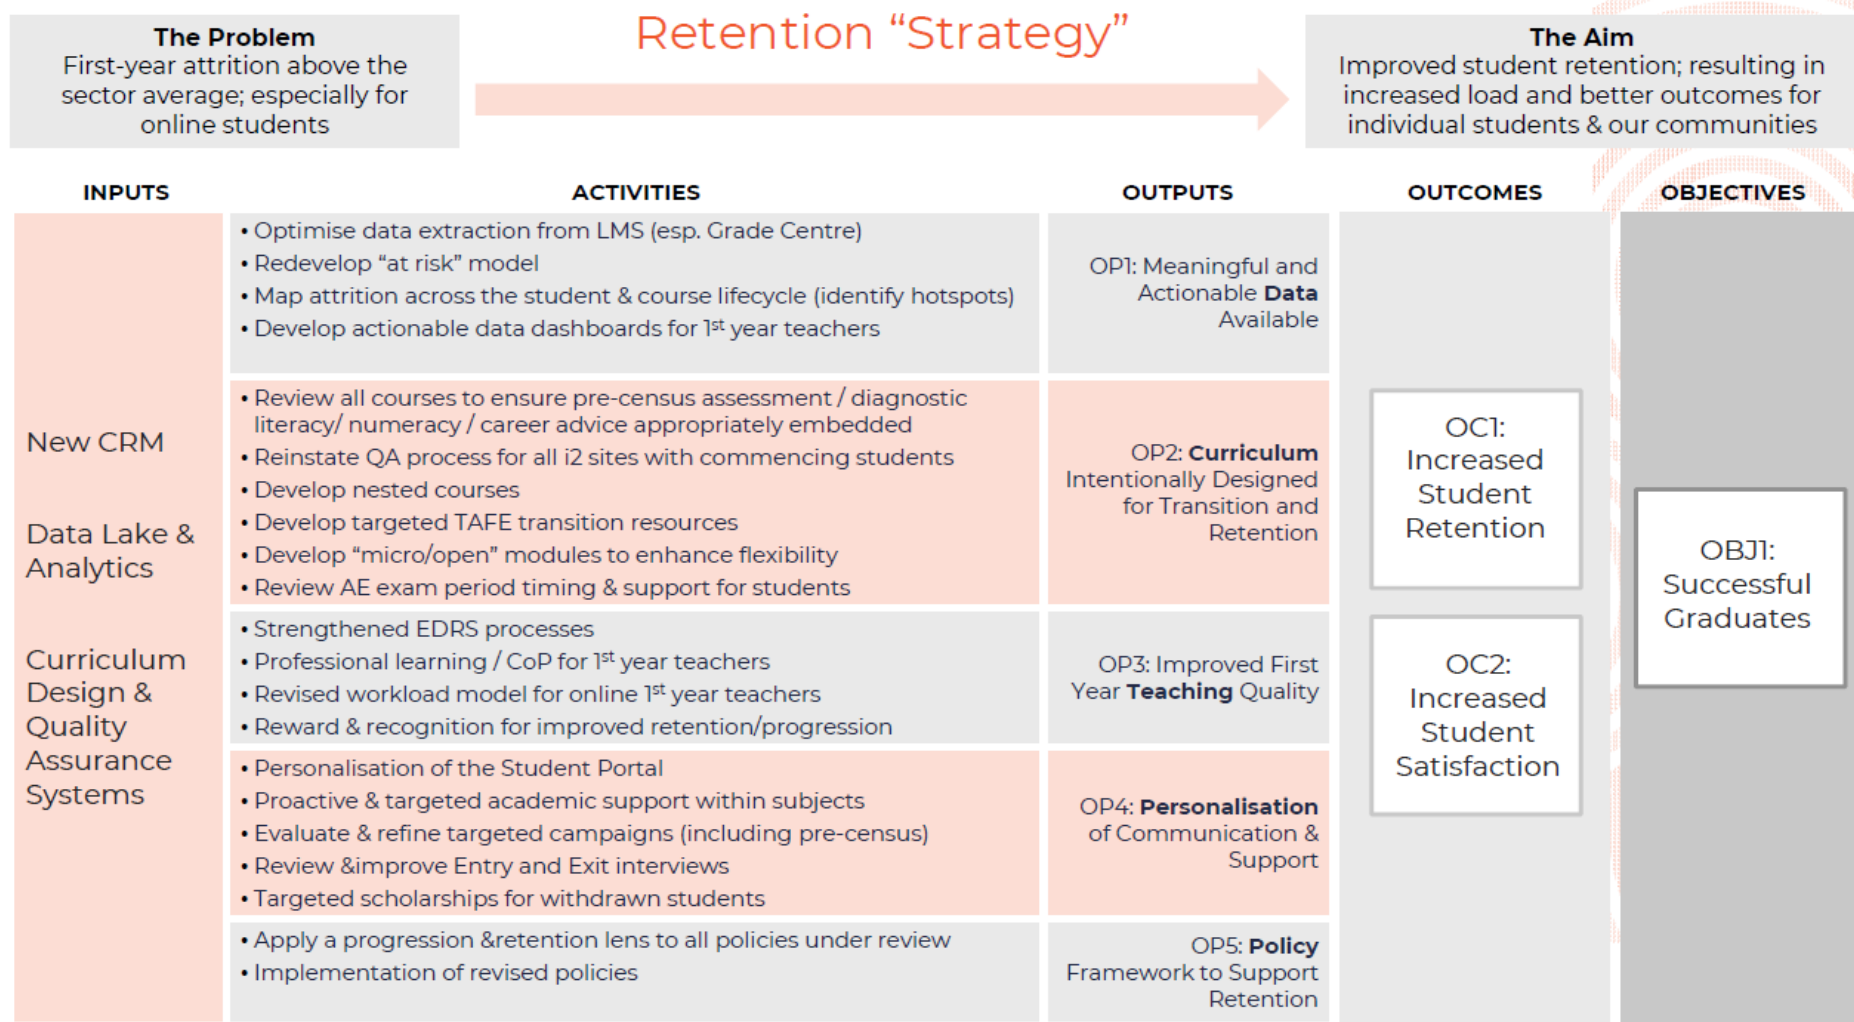 Retention “Strategy”
The Problem
First-year attrition above the
sector average; especially for
online students
The Aim
Improved student retention; resulting in
increased load and better outcomes for
individual students & our communities
INPUTS
ACTIVITIES
OUTPUTS
OUTCOMES
OBJECTIVES
New CRM
Data Lake &
Analytics
Curriculum
Design &
Quality
Assurance
Systems
• Optimise data extraction from LMS (esp. Grade Centre)
• Redevelop “at risk” model
• Map attrition across the student & course lifecycle (identify hotspots)
• Develop actionable data dashboards for 1st year teachers
OP1: Meaningful and
Actionable Data
Available
• Review all courses to ensure pre-census assessment / diagnostic
literacy/ numeracy / career advice appropriately embedded
• Reinstate QA process for all i2 sites with commencing students
• Develop nested courses
• Develop targeted TAFE transition resources
• Develop “micro/open” modules to enhance flexibility
• Review AE exam period timing & support for students
OP2: Curriculum
Intentionally Designed
for Transition and
Retention
• Strengthened EDRS processes
• Professional learning / CoP for 1st year teachers
• Revised workload model for online 1st year teachers
• Reward & recognition for improved retention/progression
OP3: Improved First
Year Teaching Quality
• Personalisation of the Student Portal
• Proactive & targeted academic support within subjects
• Evaluate & refine targeted campaigns (including pre-census)
• Review &improve Entry and Exit interviews
• Targeted scholarships for withdrawn students
OP4: Personalisation
of Communication &
Support
• Apply a progression &retention lens to all policies under review
• Implementation of revised policies
OP5: Policy
Framework to Support
Retention
OC1:
Increased
Student
Retention
OC2:
Increased
Student
Satisfaction
OBJ1:
Successful
Graduates